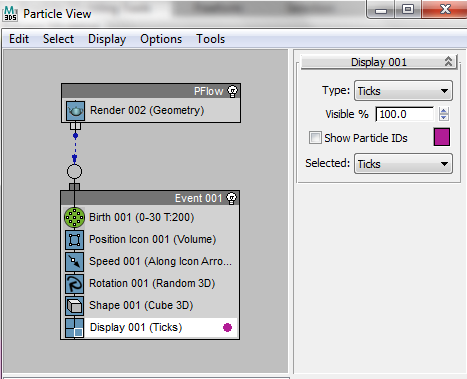 Particle View
Edit Select Display Options Tools
PFlow
Render 002 (Geometry)
Event 001
Birth 001 (0-30 T:200)
Position Icon 001 (Volume)
Speed 001 (Along Icon Arro...
Rotation 001 (Random 3D)
Shape 001 (Cube 3D)
Display 001 (Ticks)
Display 001
Type: Ticks
Visible % 100.0
Show Particle IDs
Selected: Ticks